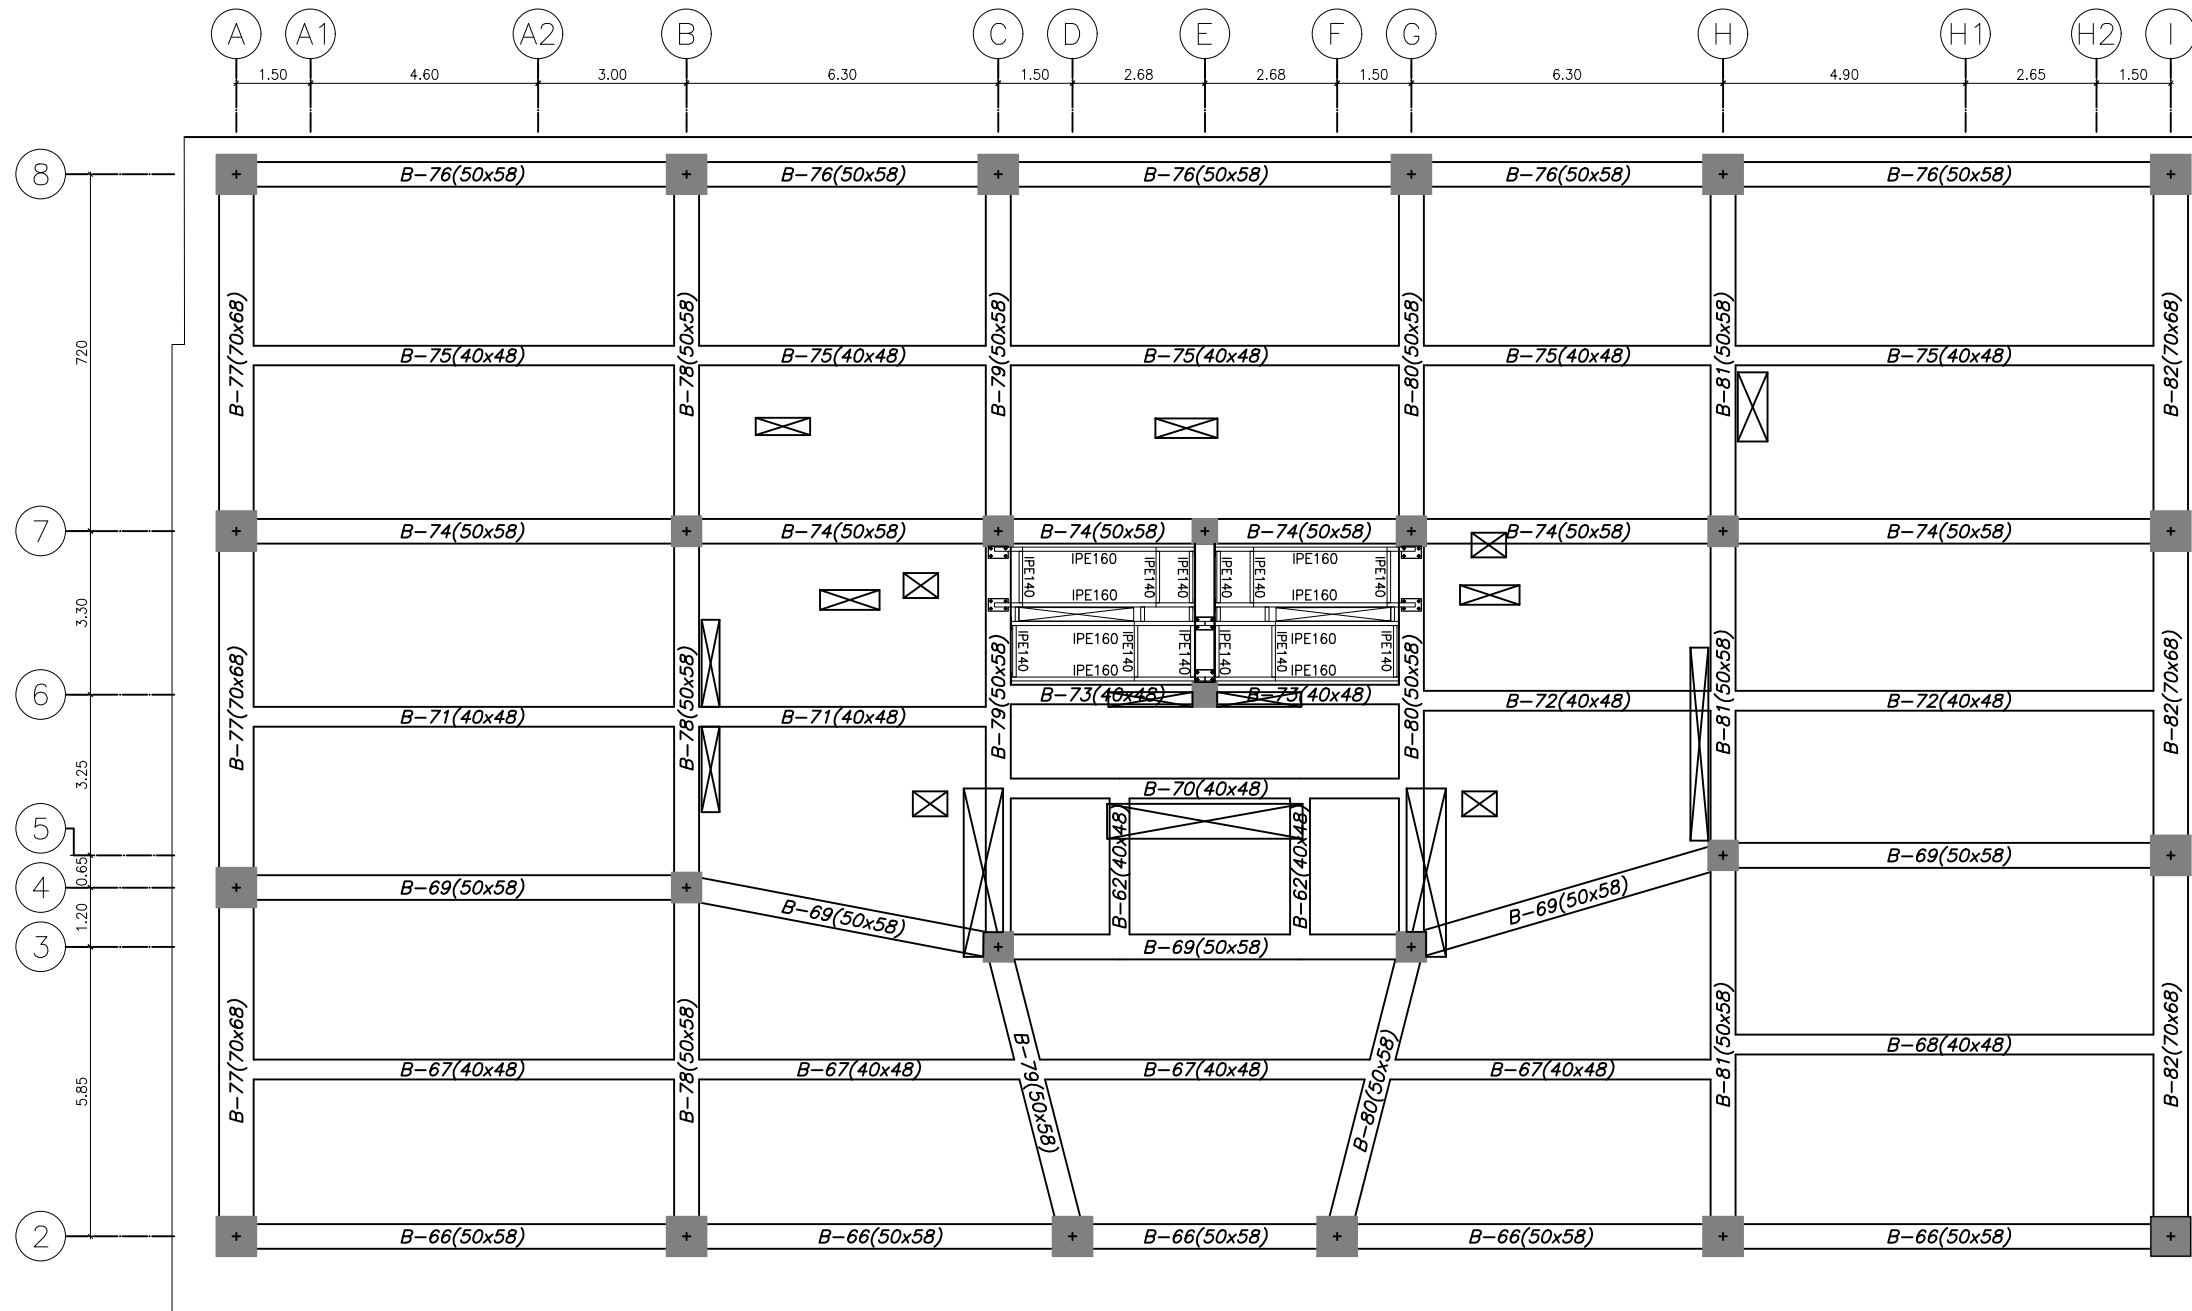 A A1 A2 B C D E F G H H1 H2 I
1.50 4.60 3.00 6.30 1.50 2.68 2.68 1.50 6.30 4.90 2.65 1.50
8
B-76(50x58) B-76(50x58) B-76(50x58) B-76(50x58) B-76(50x58)
720
B-77(70x68) B-78(50x58) B-79(50x58) B-80(50x58) B-81(50x58) B-82(70x68)
B-75(40x48) B-75(40x48) B-75(40x48) B-75(40x48) B-75(40x48)
7
B-74(50x58) B-74(50x58) B-74(50x58) B-74(50x58) B-74(50x58) B-74(50x58)
3.30
IPE160 IPE160
IPE140 IPE140 IPE140 IPE140 IPE140 IPE140
IPE160 IPE160
IPE160 IPE160
IPE140 IPE140 IPE140 IPE140 IPE140 IPE140
IPE160 IPE160
6
B-73(40x48) B-73(40x48)
B-72(40x48) B-72(40x48)
B-77(70x68) B-78(50x58) B-79(50x58) B-80(50x58) B-81(50x58) B-82(70x68)
B-71(40x48) B-71(40x48)
3.25
B-70(40x48)
5
B-62(40x48) B-62(40x48)
0.65
B-69(50x58)
4
B-69(50x58) B-69(50x58) B-69(50x58)
1.20
3
B-69(50x58)
B-77(70x68) B-78(50x58) B-79(50x58) B-80(50x58) B-81(50x58) B-82(70x68)
B-68(40x48)
B-67(40x48) B-67(40x48) B-67(40x48) B-67(40x48)
5.85
2
B-66(50x58) B-66(50x58) B-66(50x58) B-66(50x58) B-66(50x58)